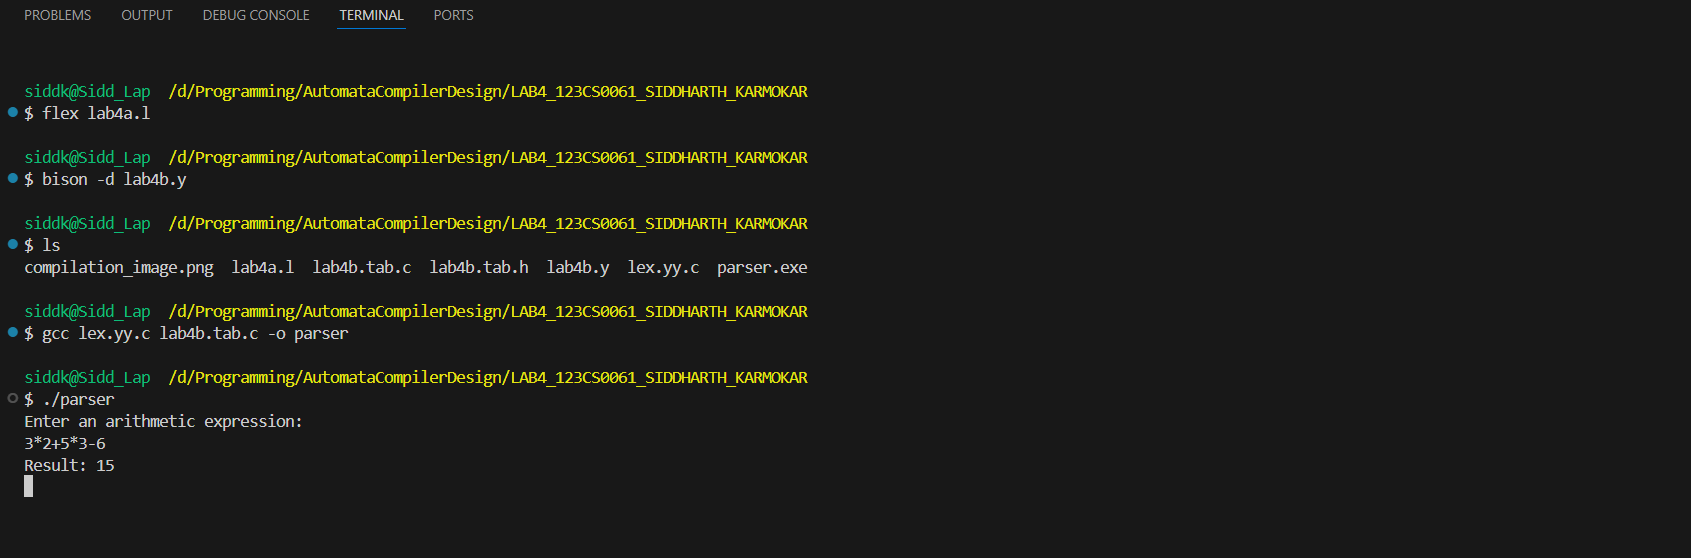 PROBLEMS OUTPUT DEBUG CONSOLE TERMINAL PORTS
siddk@Sidd_Lap /d/Programming/AutomataCompilerDesign/LAB4_123CS0061_SIDDHARTH_KARMOKAR
$ flex lab4a.l
siddk@Sidd_Lap /d/Programming/AutomataCompilerDesign/LAB4_123CS0061_SIDDHARTH_KARMOKAR
$ bison -d lab4b.y
siddk@Sidd_Lap /d/Programming/AutomataCompilerDesign/LAB4_123CS0061_SIDDHARTH_KARMOKAR
$ ls
compilation_image.png lab4a.l lab4b.tab.c lab4b.tab.h lab4b.y lex.yy.c parser.exe
siddk@Sidd_Lap /d/Programming/AutomataCompilerDesign/LAB4_123CS0061_SIDDHARTH_KARMOKAR
$ gcc lex.yy.c lab4b.tab.c -o parser
siddk@Sidd_Lap /d/Programming/AutomataCompilerDesign/LAB4_123CS0061_SIDDHARTH_KARMOKAR
$ ./parser
Enter an arithmetic expression:
3*2+5*3-6
Result: 15